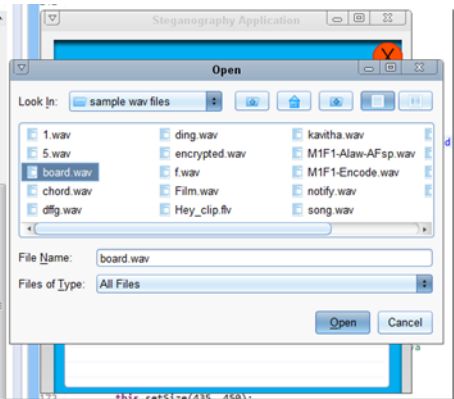 Steganography Application
X
Open
Look In: sample wav files
1.wav
5.wav
board.wav
chord.wav
dffg.wav
ding.wav
encrypted.wav
f.wav
Film.wav
Hey_clip.flv
kavitha.wav
M1F1-Alaw-AFsp.wav
M1F1-Encode.wav
notify.wav
song.wav
File Name: board.wav
Files of Type: All Files
Open Cancel
this.setSize(435, 450);